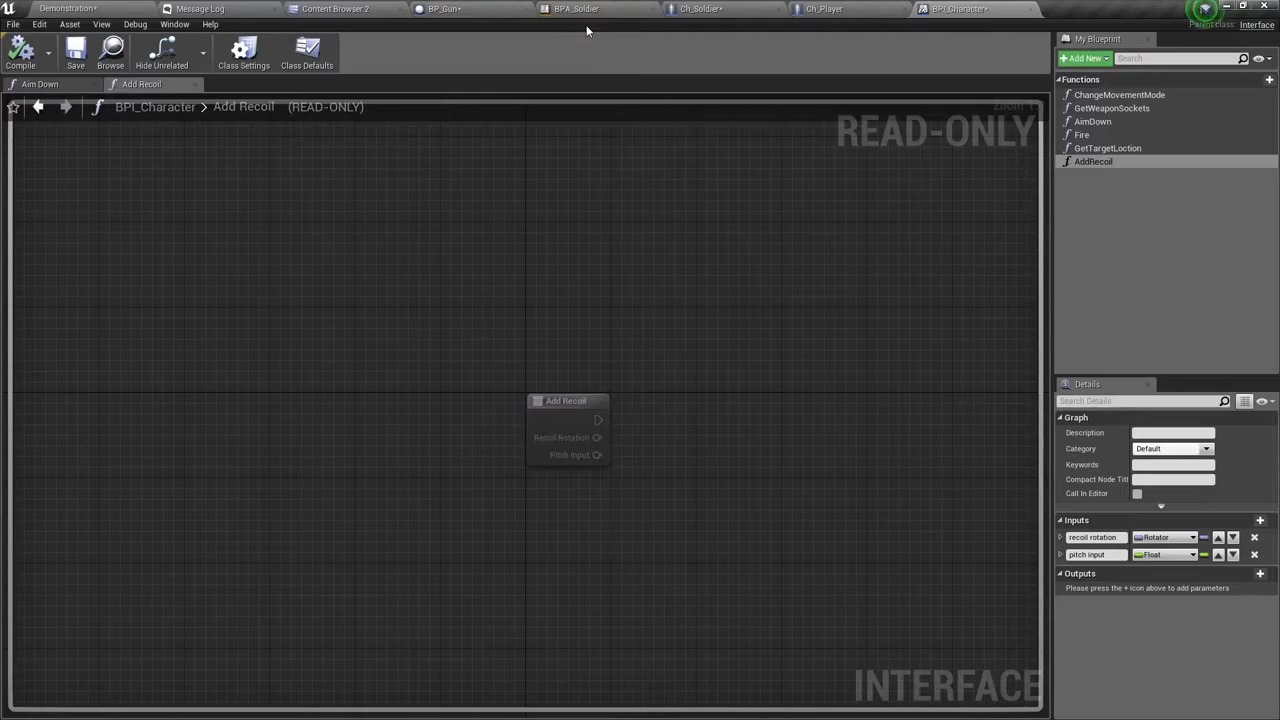 Demonstration*
Message Log
Content Browser 2
BP_Gun*
BPA_Soldier
Ch_Soldier*
Ch_Player
BPI_Character*
File
Edit
Asset
View
Debug
Window
Help
Parent class: Interface
Compile
Save
Browse
Hide Unrelated
Class Settings
Class Defaults
Aim Down
Add Recoil
BPI_Character > Add Recoil (READ-ONLY)
READ-ONLY
Add Recoil
Recoil Rotation
Pitch Input
INTERFACE
My Blueprint
+Add New
Search
Functions
ChangeMovementMode
GetWeaponSockets
AimDown
Fire
GetTargetLoction
AddRecoil
Details
Search Details
Graph
Description
Category Default
Keywords
Compact Node Titl
Call In Editor
Inputs
recoil rotation Rotator
pitch input Float
Outputs
Please press the + icon above to add parameters